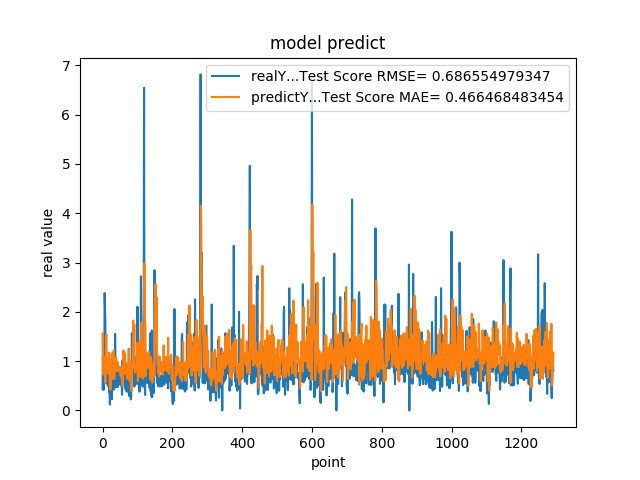 model predict
realY...Test Score RMSE= 0.686554979347
predictY...Test Score MAE= 0.466468483454
7
6
5
4
3
2
1
0
real value
0 200 400 600 800 1000 1200
point